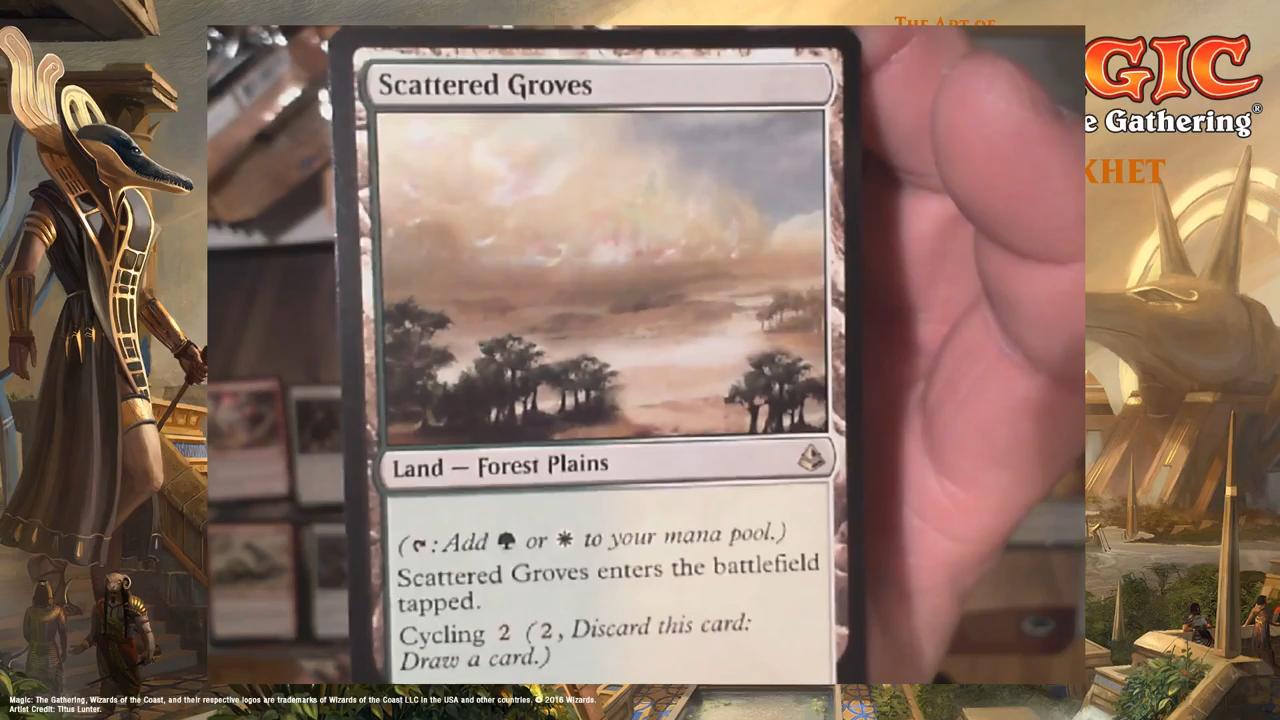 THE ART OF
GIC
e Gathering®
KHET
Scattered Groves
Land — Forest Plains
( : Add or to your mana pool.)
Scattered Groves enters the battlefield
tapped.
Cycling 2 (2, Discard this card:
Draw a card.)
Magic: The Gathering, Wizards of the Coast, and their respective logos are trademarks of Wizards of the Coast LLC in the USA and other countries. © 2016 Wizards.
Artist Credit: Titus Lunter.